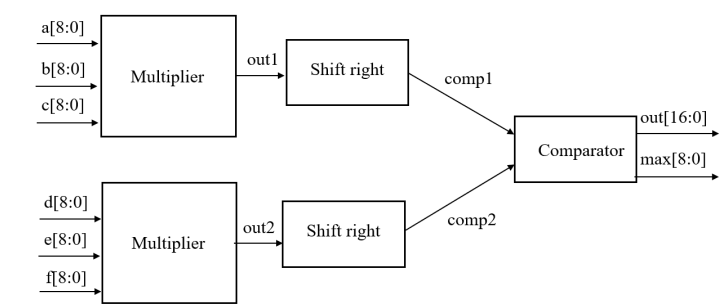 a[8:0]
b[8:0]
c[8:0]
Multiplier
out1
Shift right
comp1
Comparator
out[16:0]
max[8:0]
d[8:0]
e[8:0]
f[8:0]
Multiplier
out2
Shift right
comp2